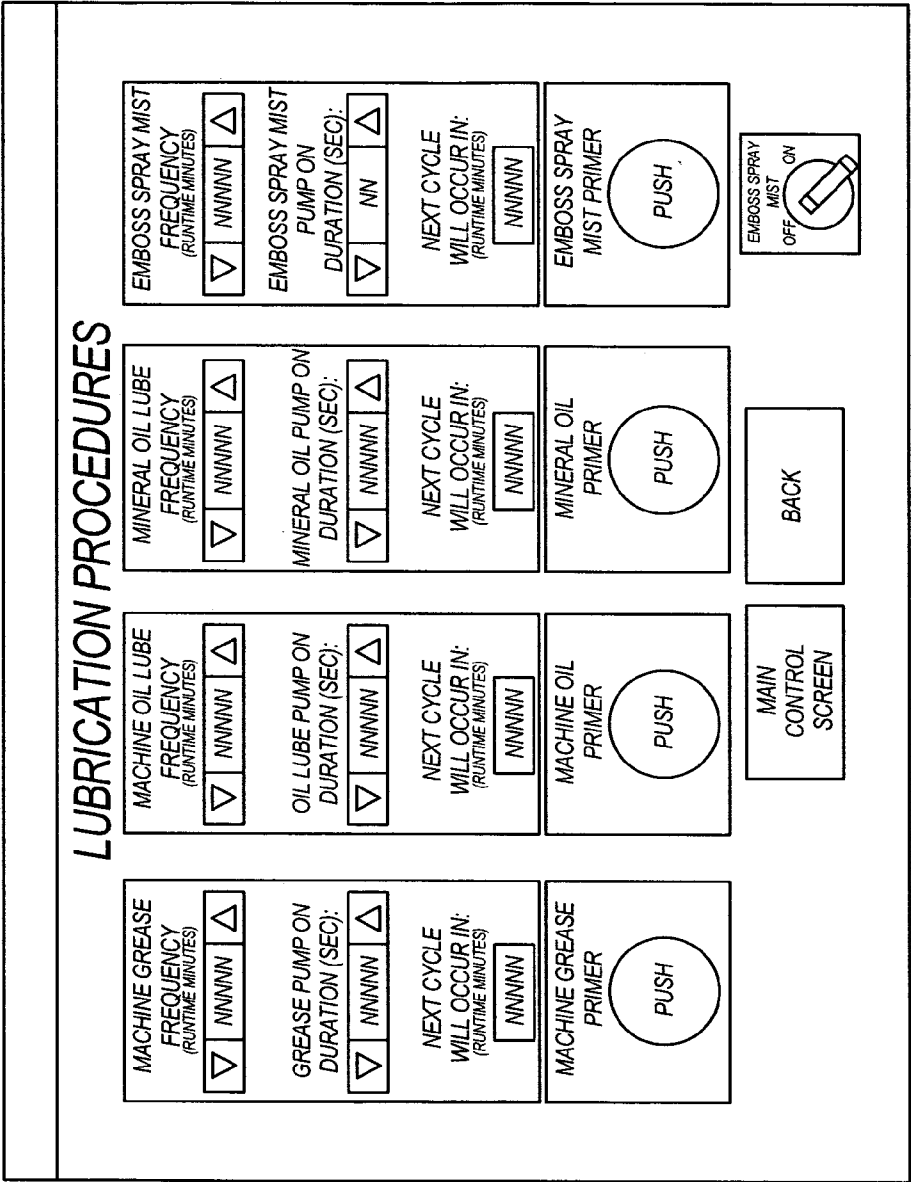 LUBRICATION PROCEDURES
MACHINE GREASE
FREQUENCY
(RUNTIME MINUTES)
NNNNN
GREASE PUMP ON
DURATION (SEC):
NNNNN
NEXT CYCLE
WILL OCCUR IN:
(RUNTIME MINUTES)
NNNNN
MACHINE GREASE
PRIMER
PUSH
MACHINE OIL LUBE
FREQUENCY
(RUNTIME MINUTES)
NNNNN
OIL LUBE PUMP ON
DURATION (SEC):
NNNNN
NEXT CYCLE
WILL OCCUR IN:
(RUNTIME MINUTES)
NNNNN
MACHINE OIL
PRIMER
PUSH
MINERAL OIL LUBE
FREQUENCY
(RUNTIME MINUTES)
NNNNN
MINERAL OIL PUMP ON
DURATION (SEC):
NNNNN
NEXT CYCLE
WILL OCCUR IN:
(RUNTIME MINUTES)
NNNNN
MINERAL OIL
PRIMER
PUSH
EMBOSS SPRAY MIST
FREQUENCY
(RUNTIME MINUTES)
NNNNN
EMBOSS SPRAY MIST
PUMP ON
DURATION (SEC):
NN
NEXT CYCLE
WILL OCCUR IN:
(RUNTIME MINUTES)
NNNNN
EMBOSS SPRAY
MIST PRIMER
PUSH
MAIN
CONTROL
SCREEN
BACK
EMBOSS SPRAY
MIST
OFF ON